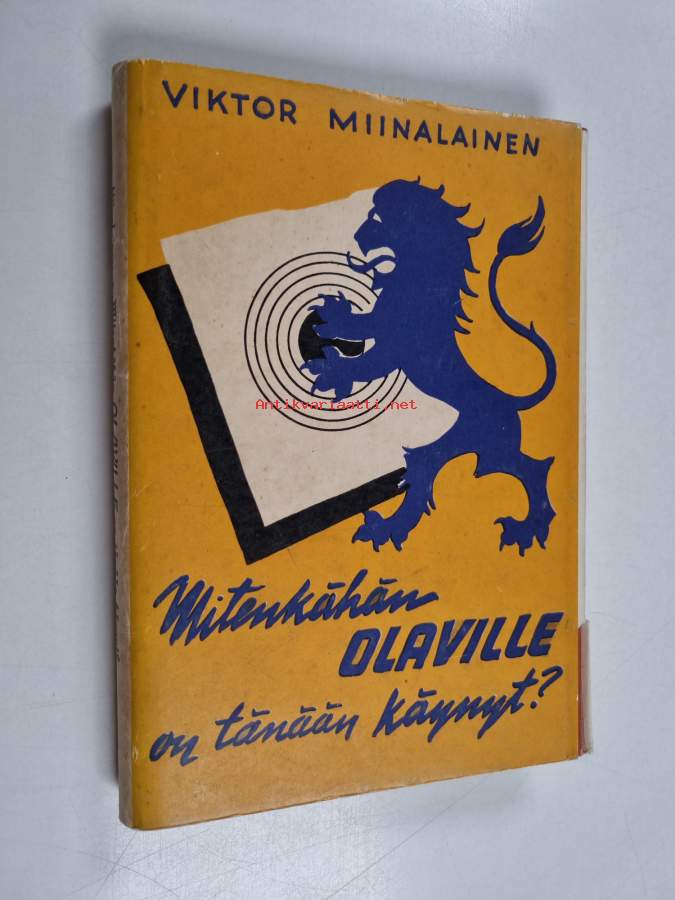 VIKTOR MIINALAINEN
Antikvariaatti.net
Mitenkähän
OLAVILLE
on tänään käynyt?